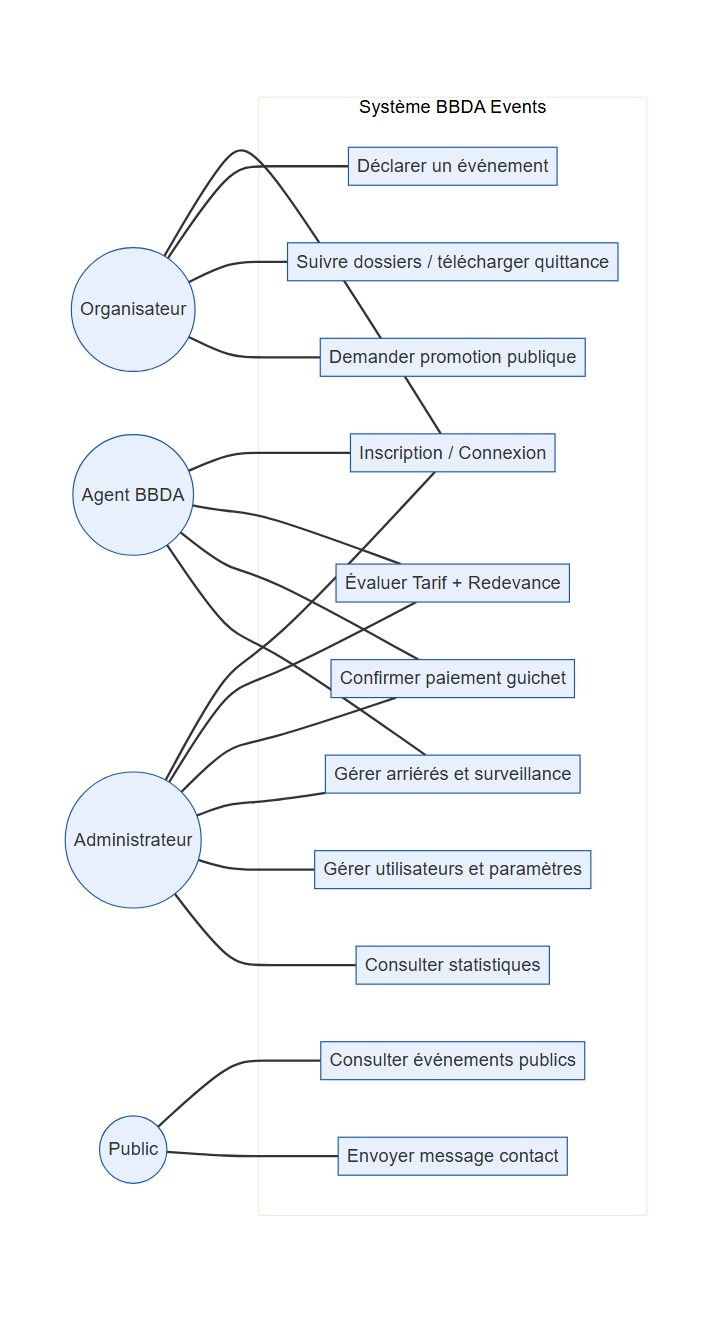 Système BBDA Events
Déclarer un événement
Suivre dossiers / télécharger quittance
Organisateur
Demander promotion publique
Inscription / Connexion
Agent BBDA
Évaluer Tarif + Redevance
Confirmer paiement guichet
Gérer arriérés et surveillance
Administrateur
Gérer utilisateurs et paramètres
Consulter statistiques
Consulter événements publics
Public
Envoyer message contact